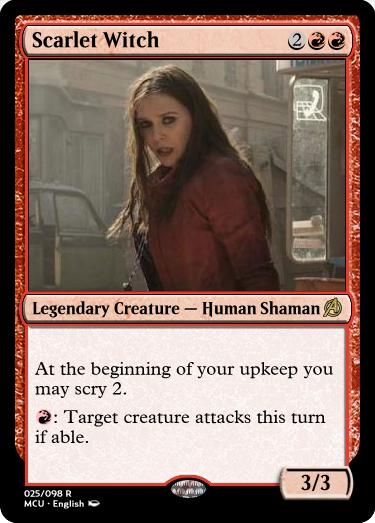 Scarlet Witch 2
Legendary Creature — Human Shaman
At the beginning of your upkeep you
may scry 2.
: Target creature attacks this turn
if able.
3/3
025/098 R
MCU • English